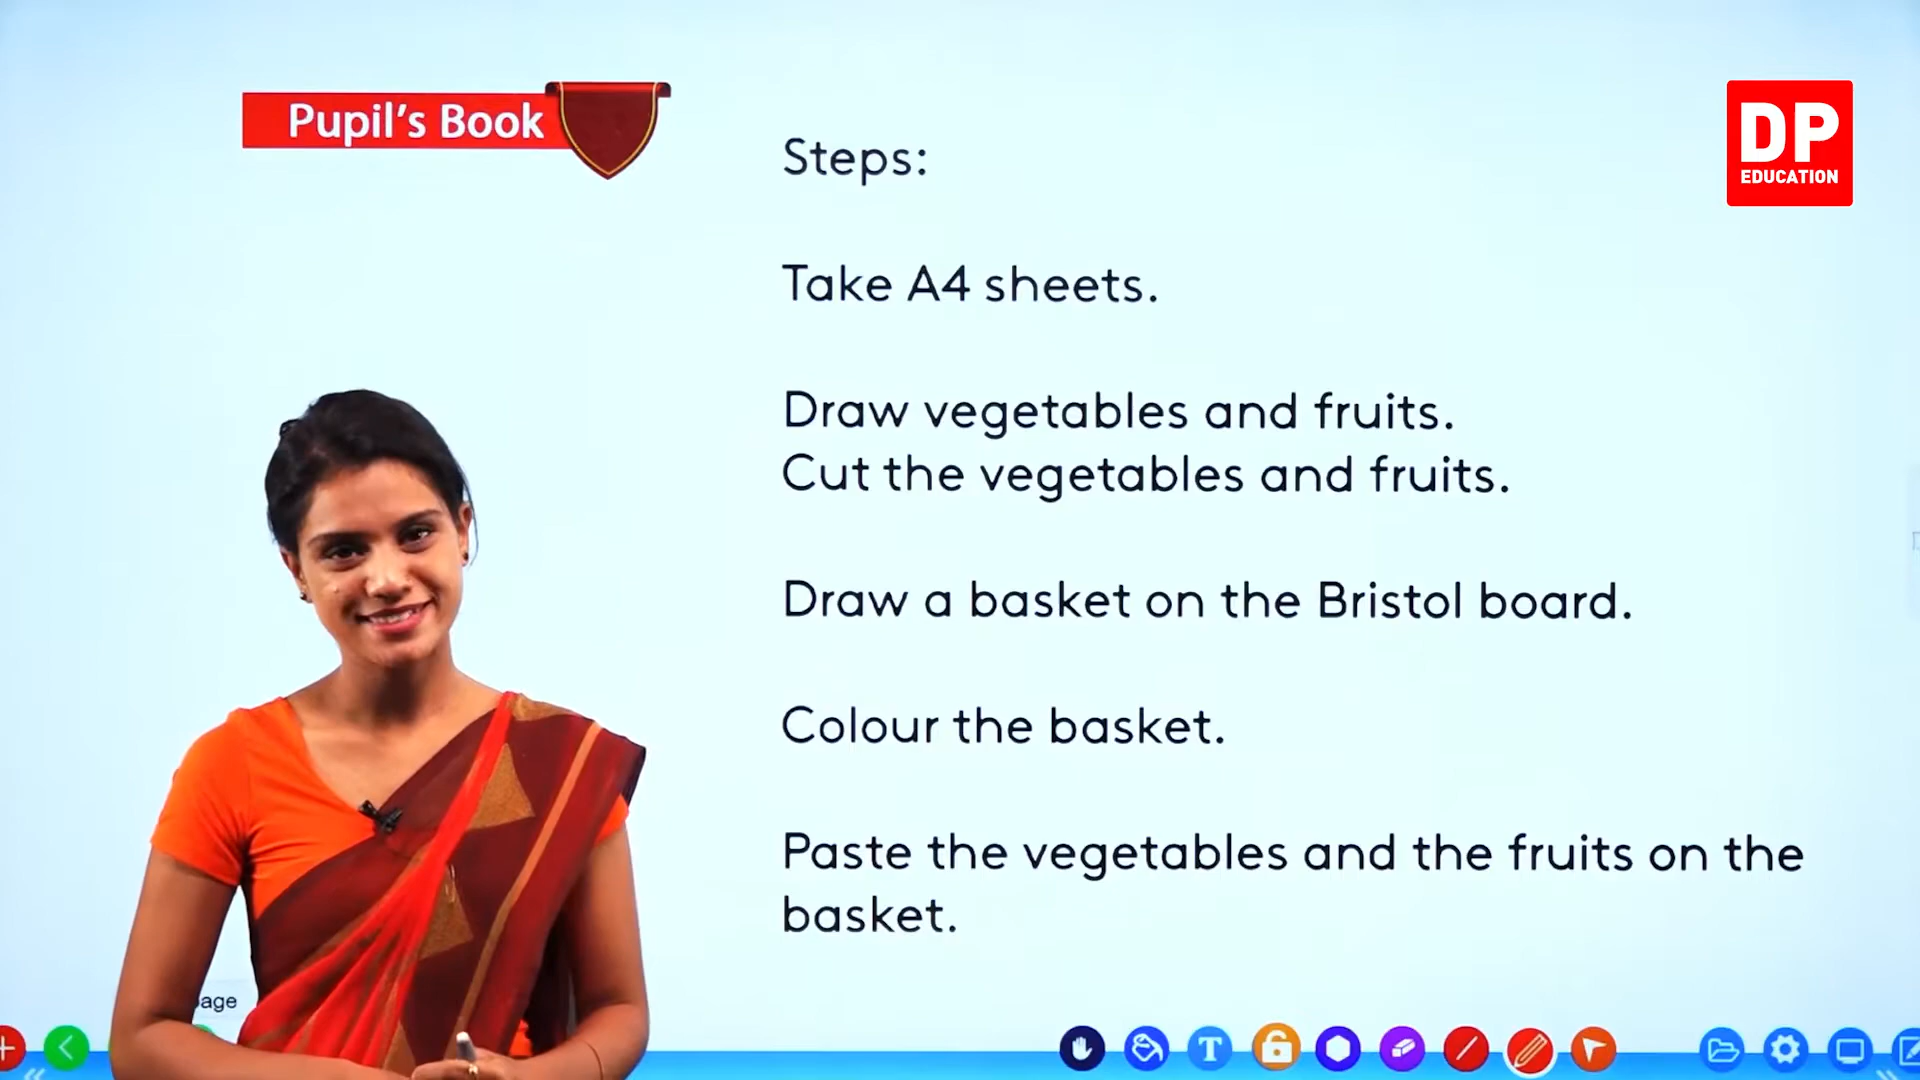 Pupil's Book
DP
EDUCATION
Steps:
Take A4 sheets.
Draw vegetables and fruits.
Cut the vegetables and fruits.
Draw a basket on the Bristol board.
Colour the basket.
Paste the vegetables and the fruits on the
basket.
T